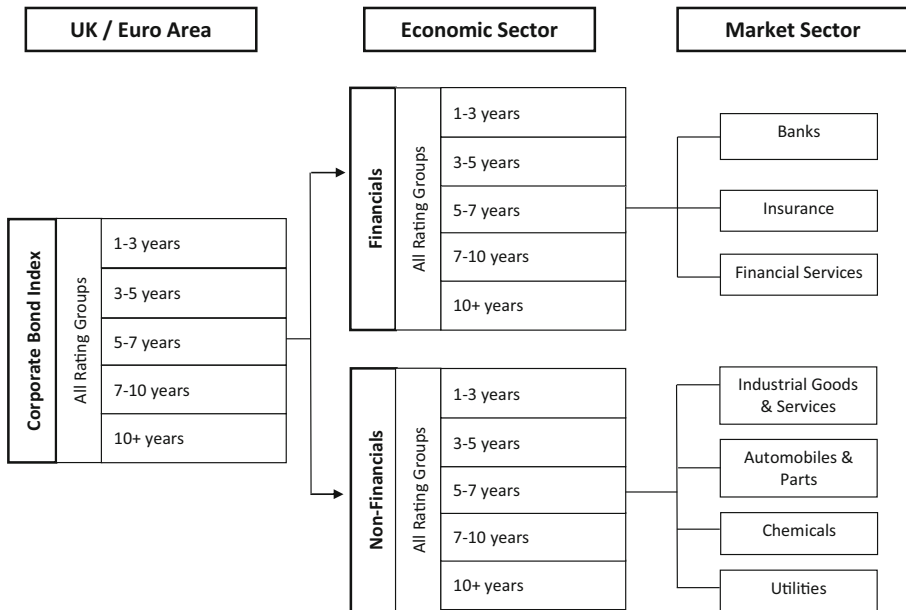 UK / Euro Area
Economic Sector
Market Sector
Corporate Bond Index
All Rating Groups
1-3 years
3-5 years
5-7 years
7-10 years
10+ years
Financials
All Rating Groups
1-3 years
3-5 years
5-7 years
7-10 years
10+ years
Banks
Insurance
Financial Services
Non-Financials
All Rating Groups
1-3 years
3-5 years
5-7 years
7-10 years
10+ years
Industrial Goods
& Services
Automobiles &
Parts
Chemicals
Utilities